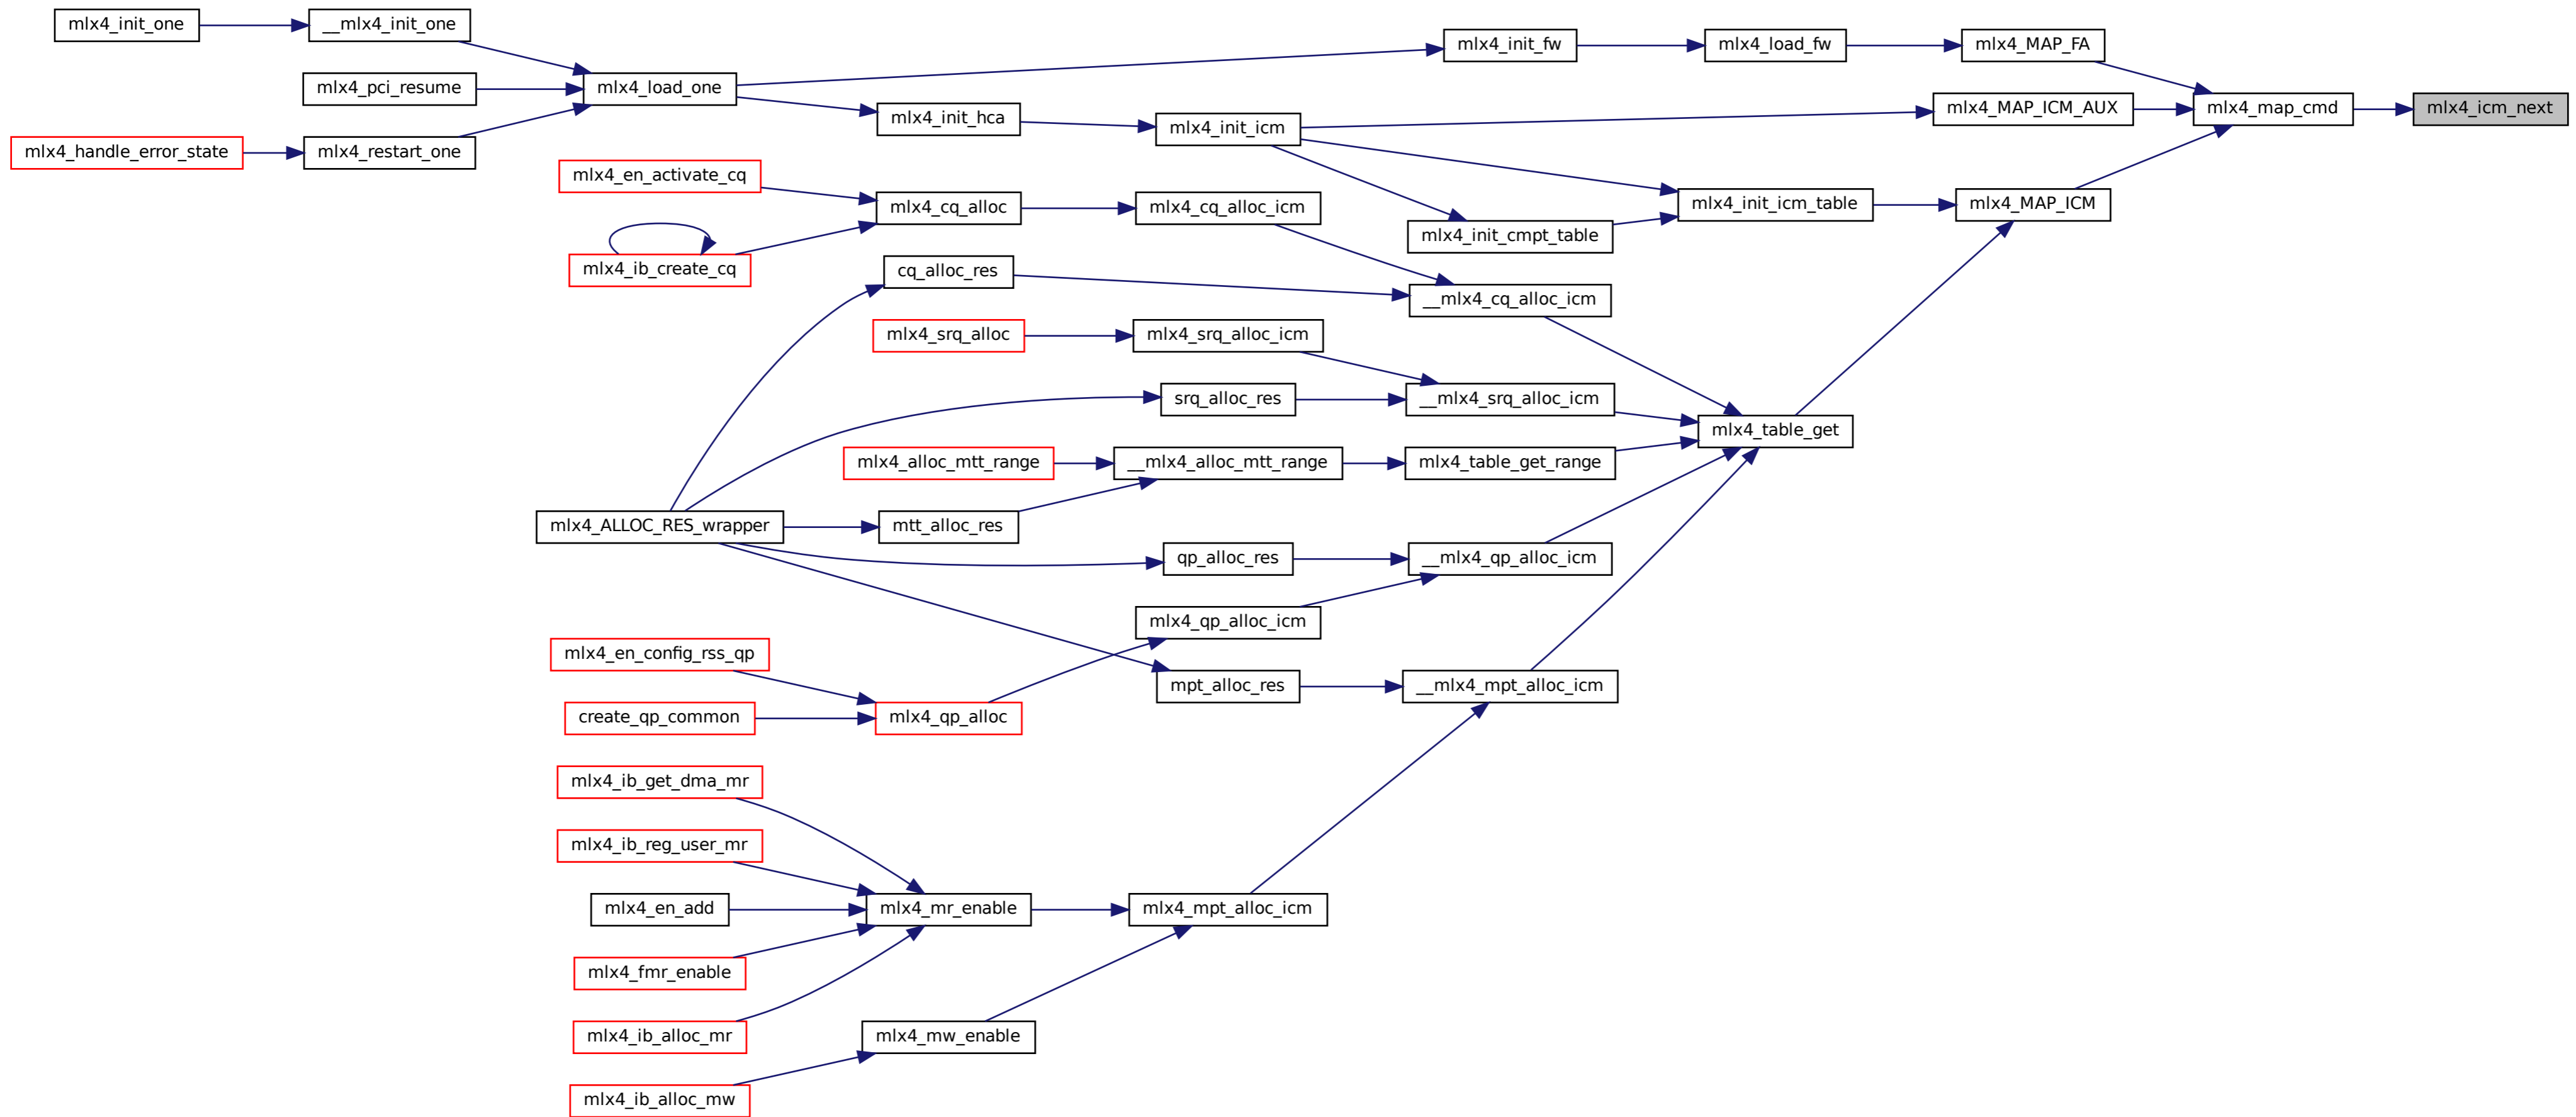 mlx4_init_one
__mlx4_init_one
mlx4_pci_resume
mlx4_handle_error_state
mlx4_restart_one
mlx4_load_one
mlx4_init_fw
mlx4_load_fw
mlx4_MAP_FA
mlx4_init_hca
mlx4_init_icm
mlx4_MAP_ICM_AUX
mlx4_map_cmd
mlx4_icm_next
mlx4_en_activate_cq
mlx4_ib_create_cq
mlx4_cq_alloc
mlx4_cq_alloc_icm
mlx4_init_cmpt_table
mlx4_init_icm_table
mlx4_MAP_ICM
cq_alloc_res
__mlx4_cq_alloc_icm
mlx4_srq_alloc
mlx4_srq_alloc_icm
srq_alloc_res
__mlx4_srq_alloc_icm
mlx4_table_get
mlx4_alloc_mtt_range
__mlx4_alloc_mtt_range
mlx4_table_get_range
mlx4_ALLOC_RES_wrapper
mtt_alloc_res
qp_alloc_res
__mlx4_qp_alloc_icm
mlx4_qp_alloc_icm
mlx4_en_config_rss_qp
create_qp_common
mlx4_qp_alloc
mpt_alloc_res
__mlx4_mpt_alloc_icm
mlx4_ib_get_dma_mr
mlx4_ib_reg_user_mr
mlx4_en_add
mlx4_fmr_enable
mlx4_ib_alloc_mr
mlx4_mr_enable
mlx4_mpt_alloc_icm
mlx4_mw_enable
mlx4_ib_alloc_mw